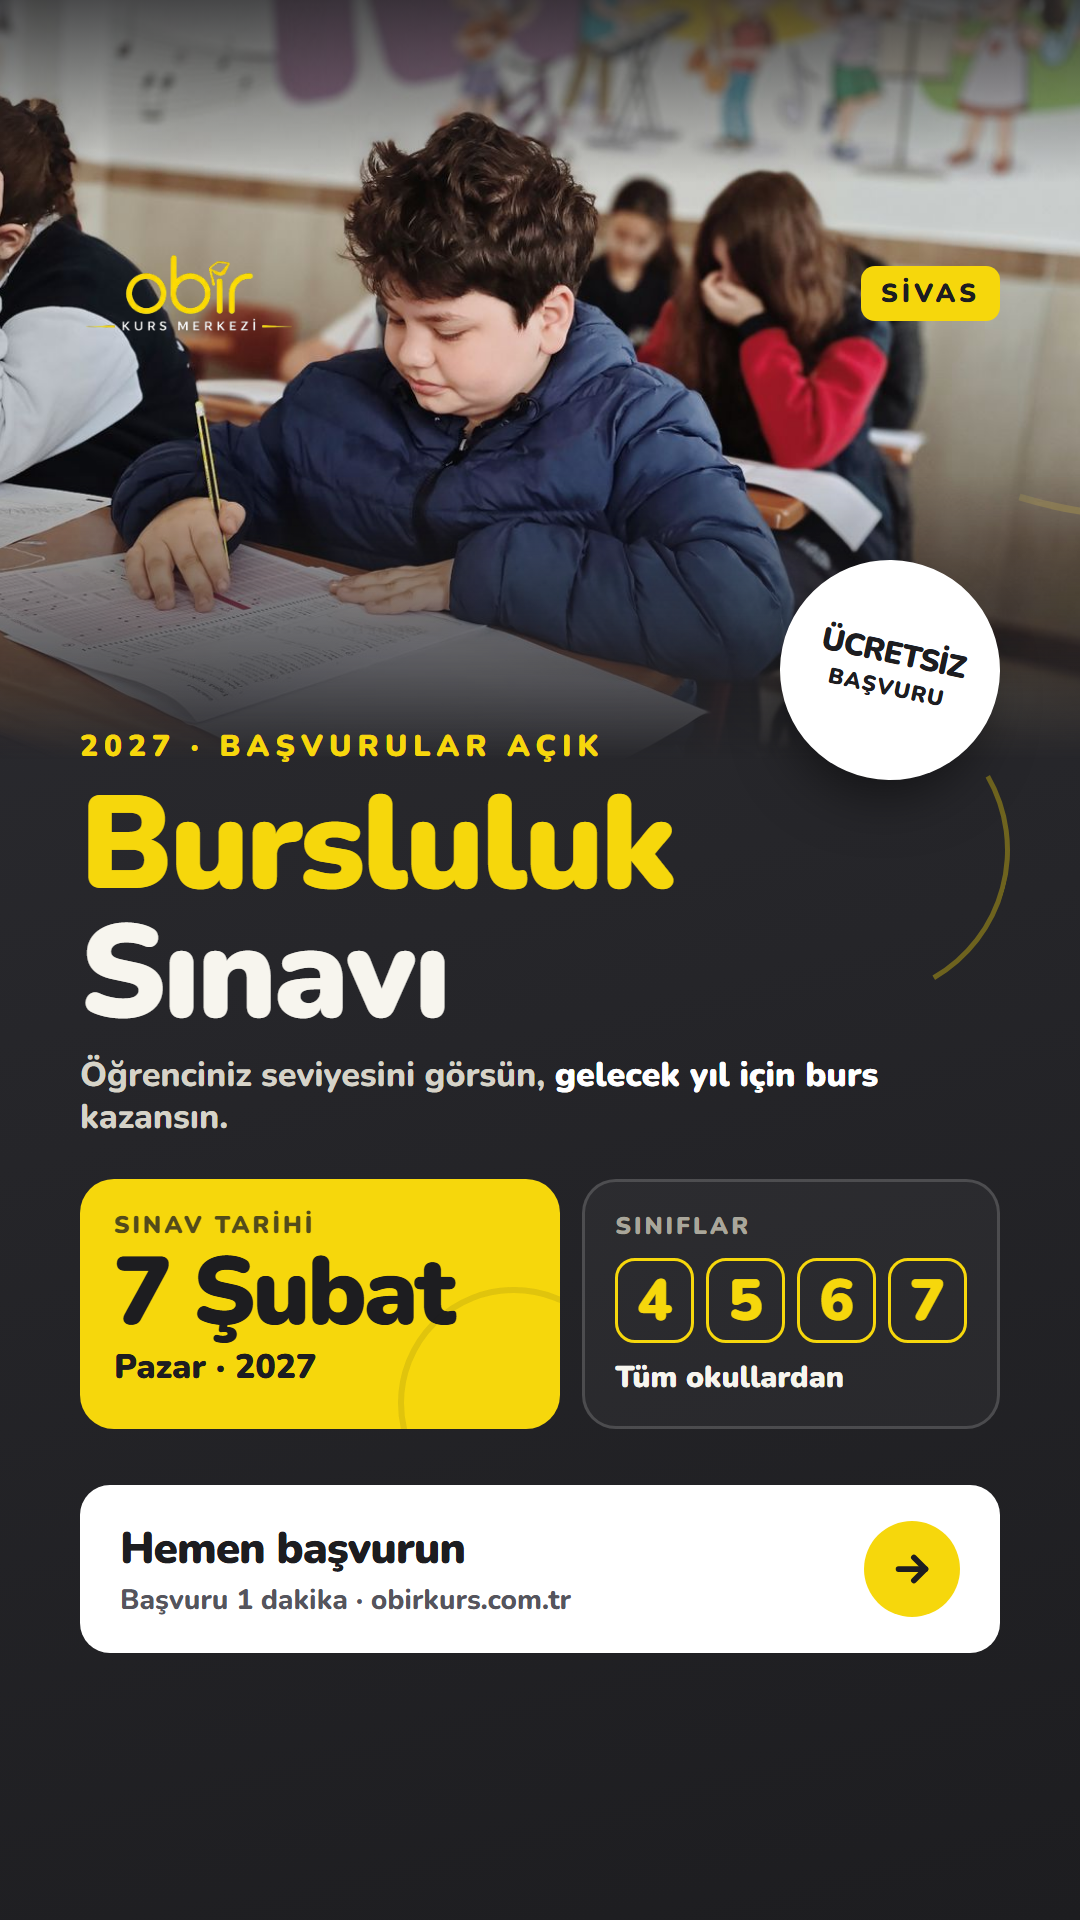 obir
KURS MERKEZİ
SİVAS
ÜCRETSİZ
BAŞVURU
2027 · BAŞVURULAR AÇIK
Bursluluk
Sınavı
Öğrenciniz seviyesini görsün, gelecek yıl için burs
kazansın.
SINAV TARİHİ
7 Şubat
Pazar · 2027
SINIFLAR
4 5 6 7
Tüm okullardan
Hemen başvurun
Başvuru 1 dakika · obirkurs.com.tr